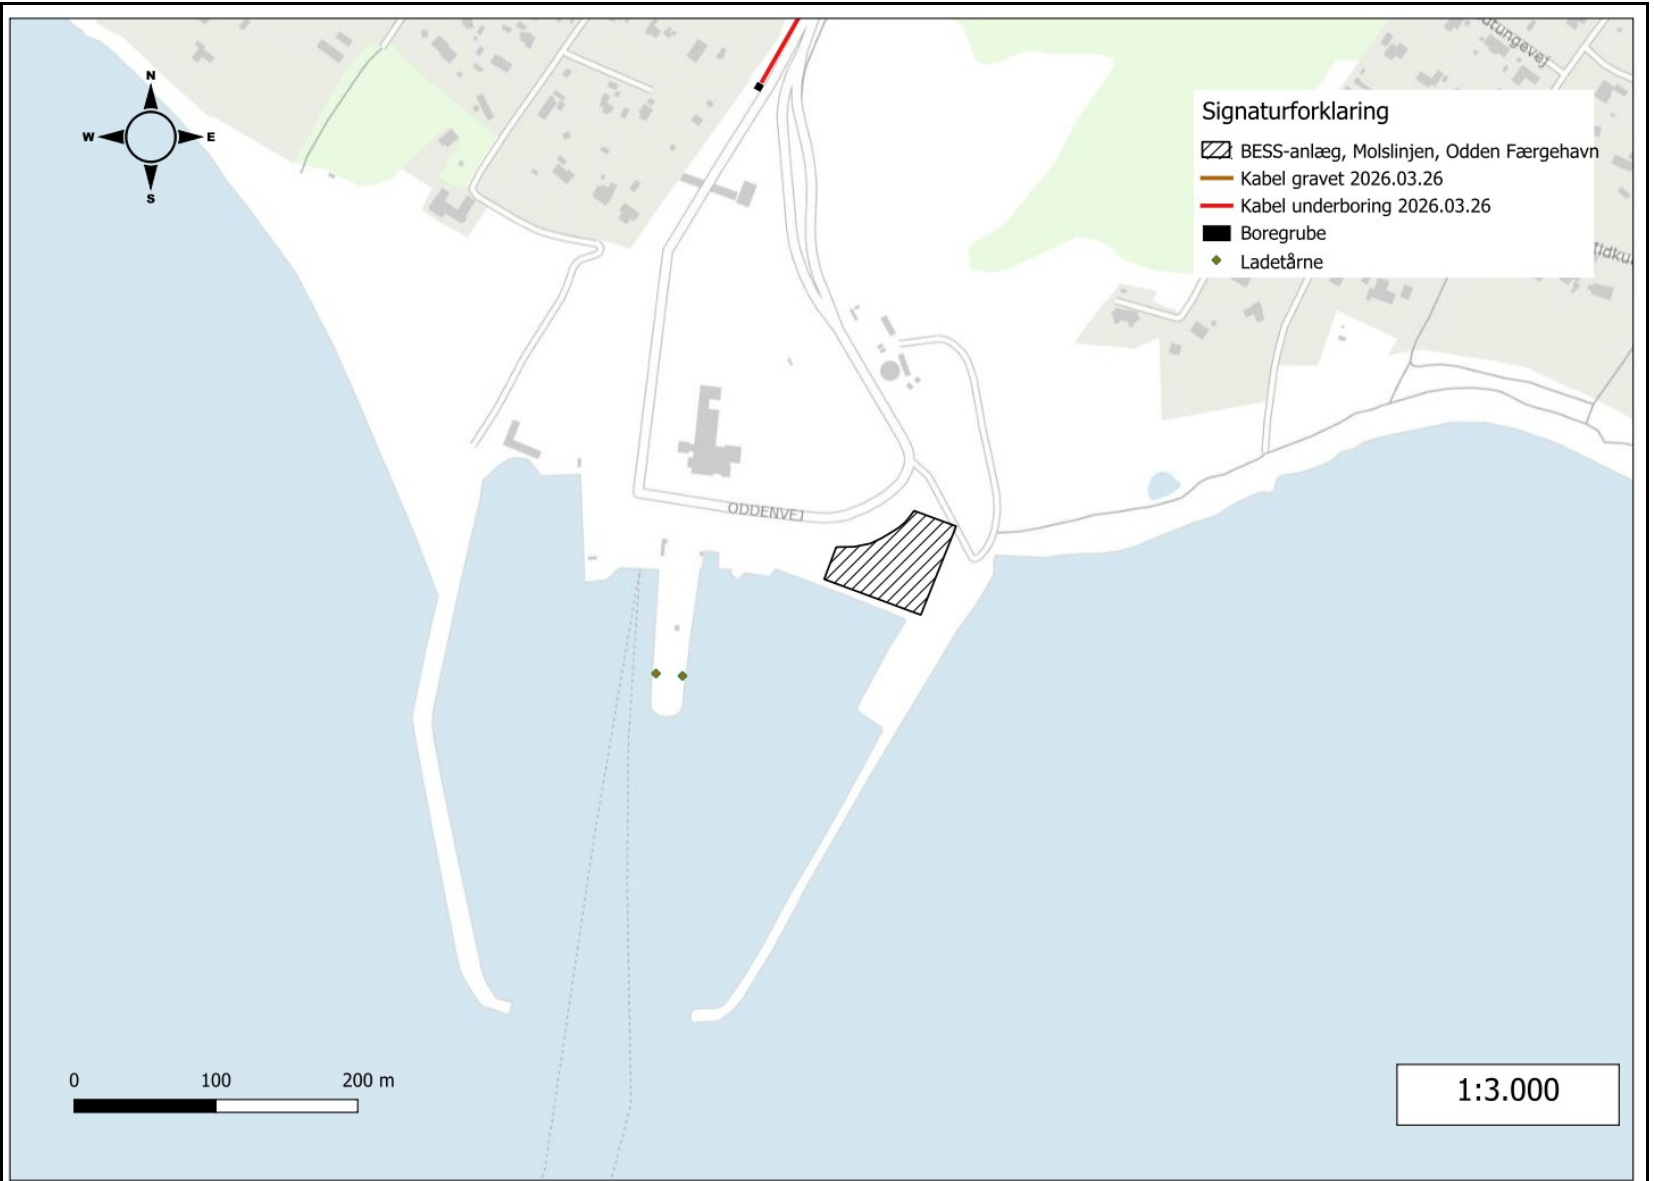 N
W E
S
Signaturforklaring
BESS-anlæg, Molslinjen, Odden Færgehavn
Kabel gravet 2026.03.26
Kabel underboring 2026.03.26
Boregrube
Ladetårne
ODDENVEJ
0 100 200 m
1:3.000